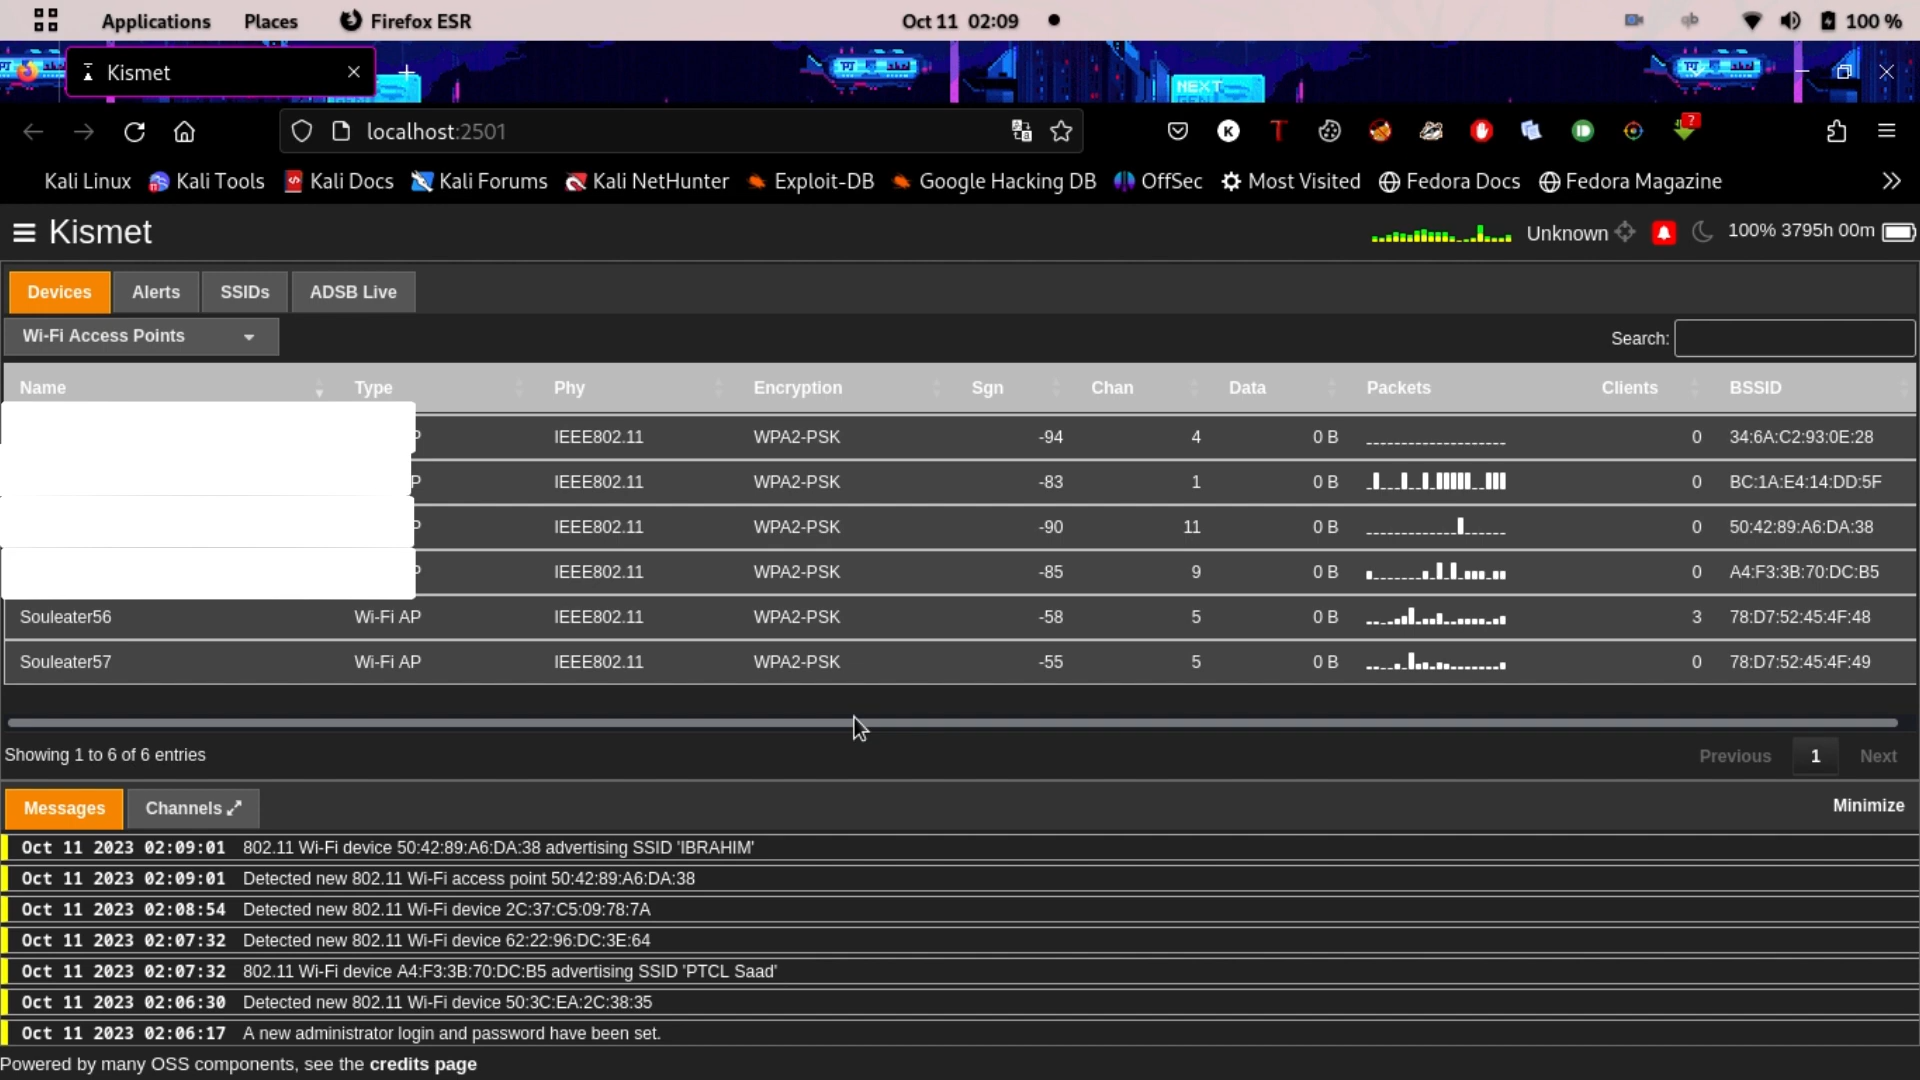 Applications Places Firefox ESR Oct 11 02:09 100 %
Kismet
NEXT
localhost:2501
Kali Linux Kali Tools Kali Docs Kali Forums Kali NetHunter Exploit-DB Google Hacking DB OffSec Most Visited Fedora Docs Fedora Magazine
Kismet Unknown 100% 3795h 00m
Devices Alerts SSIDs ADSB Live
Wi-Fi Access Points Search:
Name Type Phy Encryption Sgn Chan Data Packets Clients BSSID
P IEEE802.11 WPA2-PSK -94 4 0 B 0 34:6A:C2:93:0E:28
P IEEE802.11 WPA2-PSK -83 1 0 B 0 BC:1A:E4:14:DD:5F
P IEEE802.11 WPA2-PSK -90 11 0 B 0 50:42:89:A6:DA:38
P IEEE802.11 WPA2-PSK -85 9 0 B 0 A4:F3:3B:70:DC:B5
Souleater56 Wi-Fi AP IEEE802.11 WPA2-PSK -58 5 0 B 3 78:D7:52:45:4F:48
Souleater57 Wi-Fi AP IEEE802.11 WPA2-PSK -55 5 0 B 0 78:D7:52:45:4F:49
Showing 1 to 6 of 6 entries Previous 1 Next
Messages Channels Minimize
Oct 11 2023 02:09:01 802.11 Wi-Fi device 50:42:89:A6:DA:38 advertising SSID 'IBRAHIM'
Oct 11 2023 02:09:01 Detected new 802.11 Wi-Fi access point 50:42:89:A6:DA:38
Oct 11 2023 02:08:54 Detected new 802.11 Wi-Fi device 2C:37:C5:09:78:7A
Oct 11 2023 02:07:32 Detected new 802.11 Wi-Fi device 62:22:96:DC:3E:64
Oct 11 2023 02:07:32 802.11 Wi-Fi device A4:F3:3B:70:DC:B5 advertising SSID 'PTCL Saad'
Oct 11 2023 02:06:30 Detected new 802.11 Wi-Fi device 50:3C:EA:2C:38:35
Oct 11 2023 02:06:17 A new administrator login and password have been set.
Powered by many OSS components, see the credits page